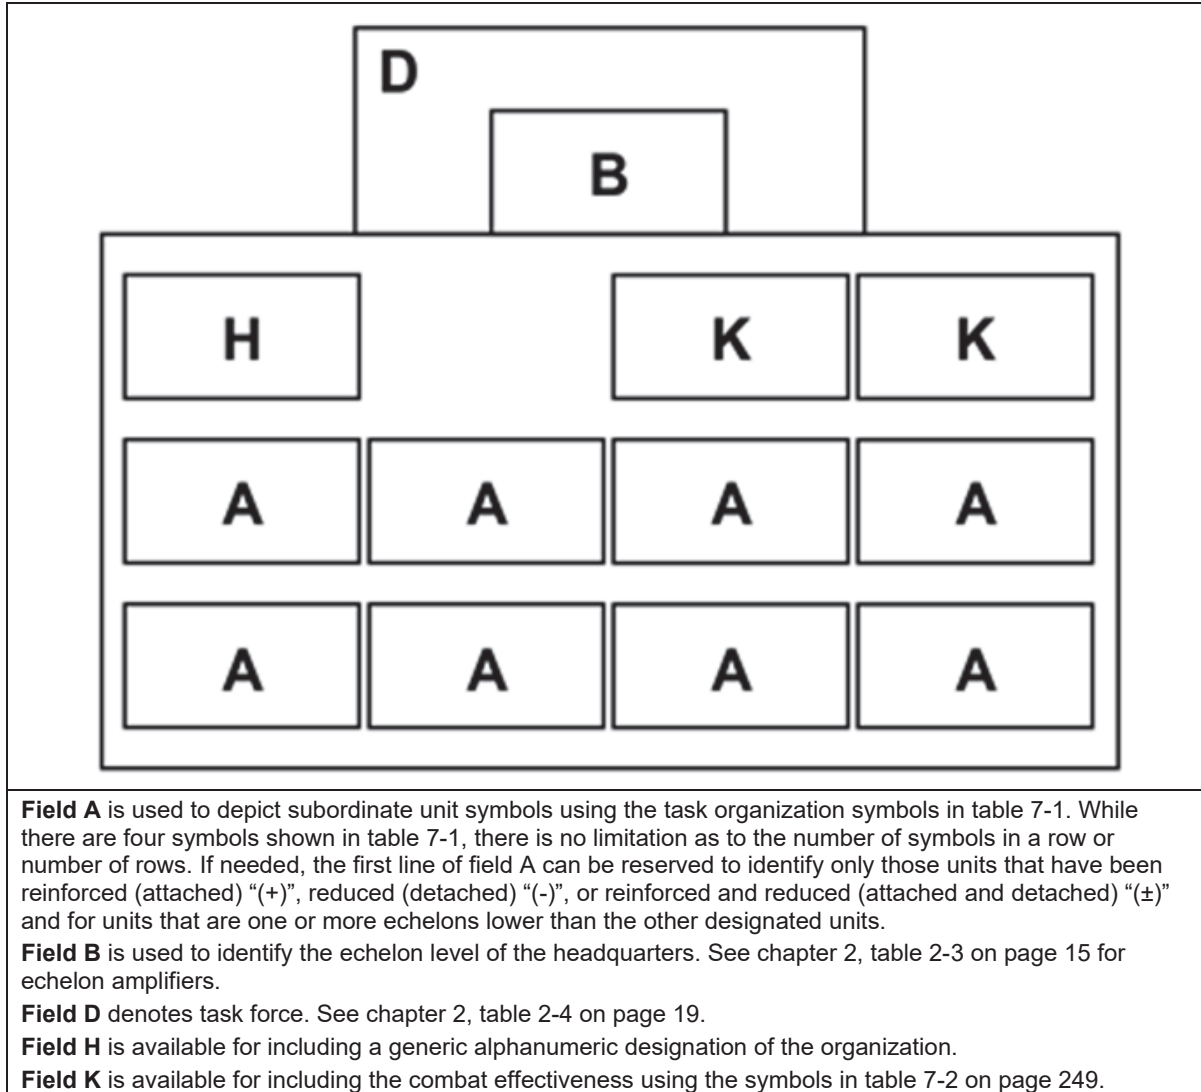 D
B
H K K
A A A A
A A A A
Field A is used to depict subordinate unit symbols using the task organization symbols in table 7-1. While
there are four symbols shown in table 7-1, there is no limitation as to the number of symbols in a row or
number of rows. If needed, the first line of field A can be reserved to identify only those units that have been
reinforced (attached) “(+)”, reduced (detached) “(-)”, or reinforced and reduced (attached and detached) “(±)”
and for units that are one or more echelons lower than the other designated units.
Field B is used to identify the echelon level of the headquarters. See chapter 2, table 2-3 on page 15 for
echelon amplifiers.
Field D denotes task force. See chapter 2, table 2-4 on page 19.
Field H is available for including a generic alphanumeric designation of the organization.
Field K is available for including the combat effectiveness using the symbols in table 7-2 on page 249.